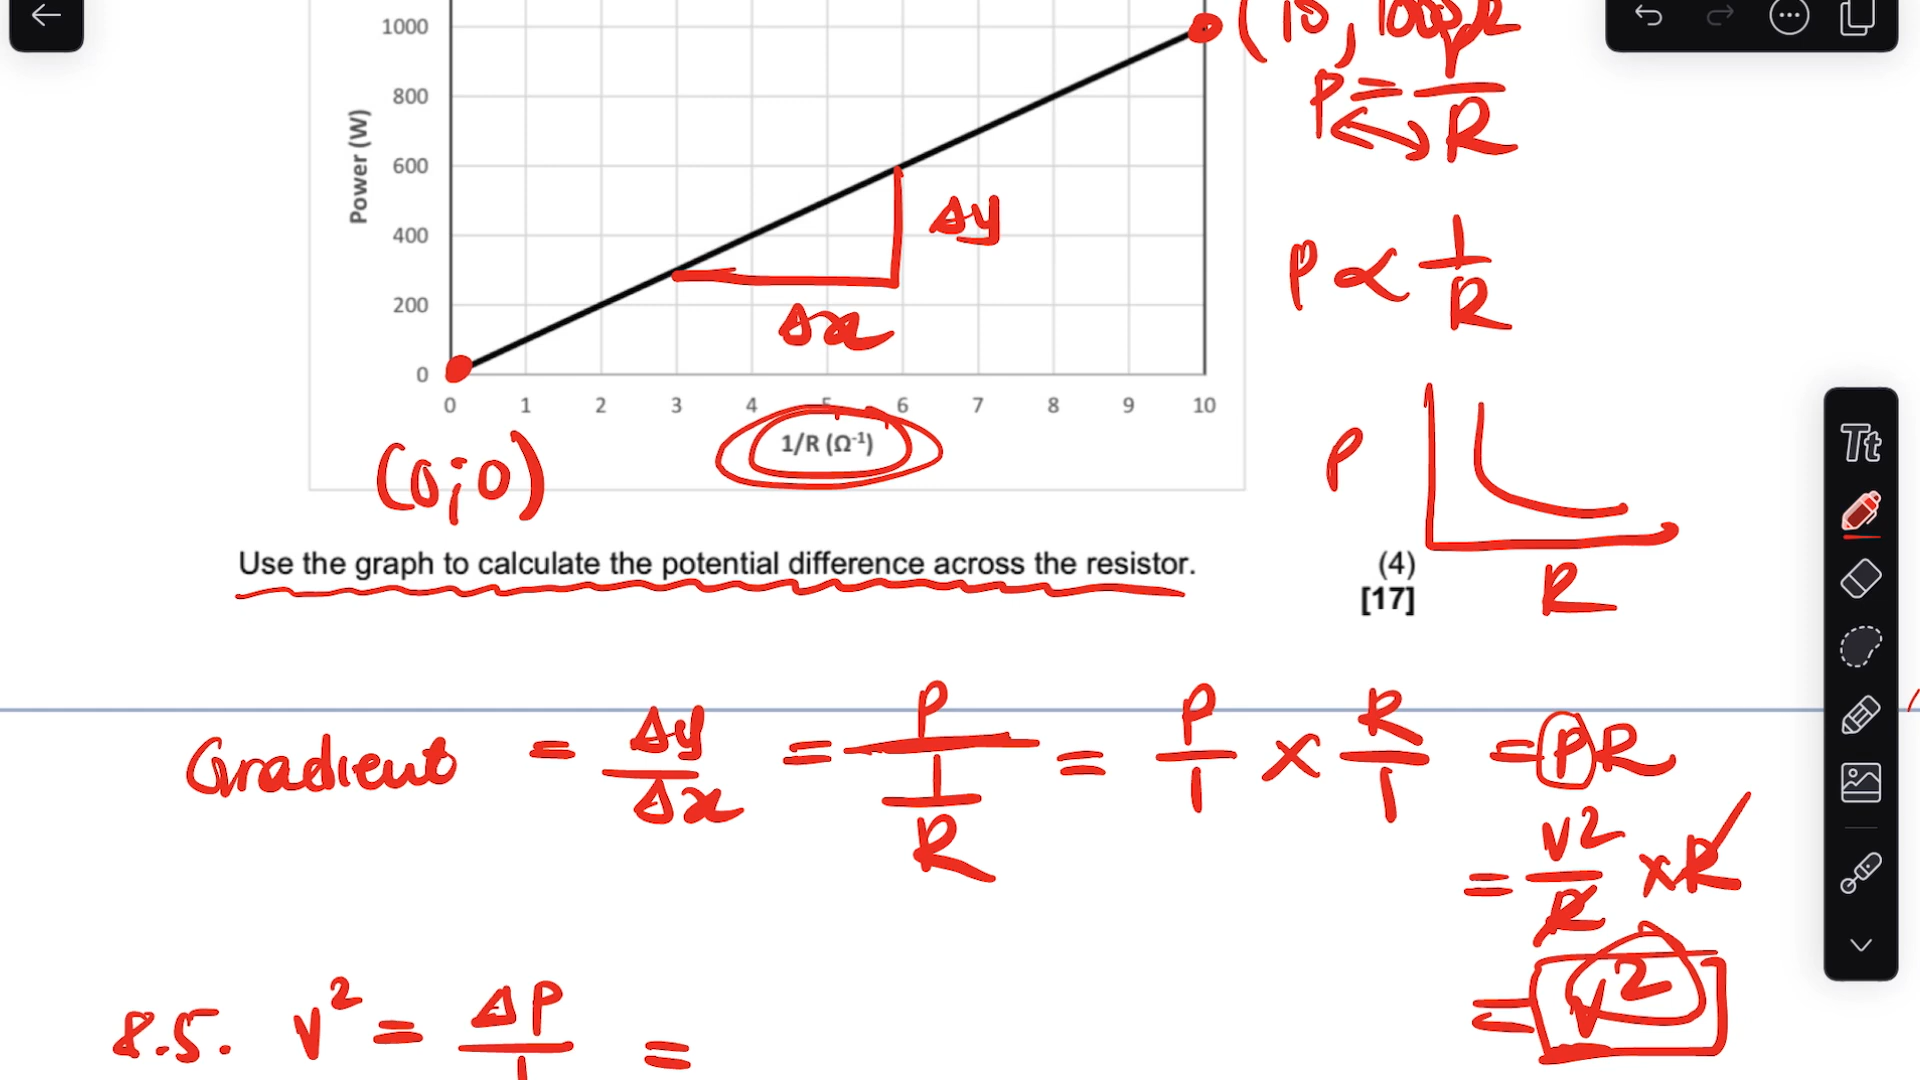 1000
(10, 1000)
800
P = P/R
Power (W)
600
Δy
400
P ∝ 1/R
200
Δx
0
0 1 2 3 4 5 6 7 8 9 10
1/R (Ω⁻¹)
P
(0;0)
Use the graph to calculate the potential difference across the resistor. (4)
[17]
R
Gradient = Δy/Δx = P/(1/R) = P/1 × R/1 = PR
= V²/R × R
= V²
8.5. V² = ΔP/ =
Tt